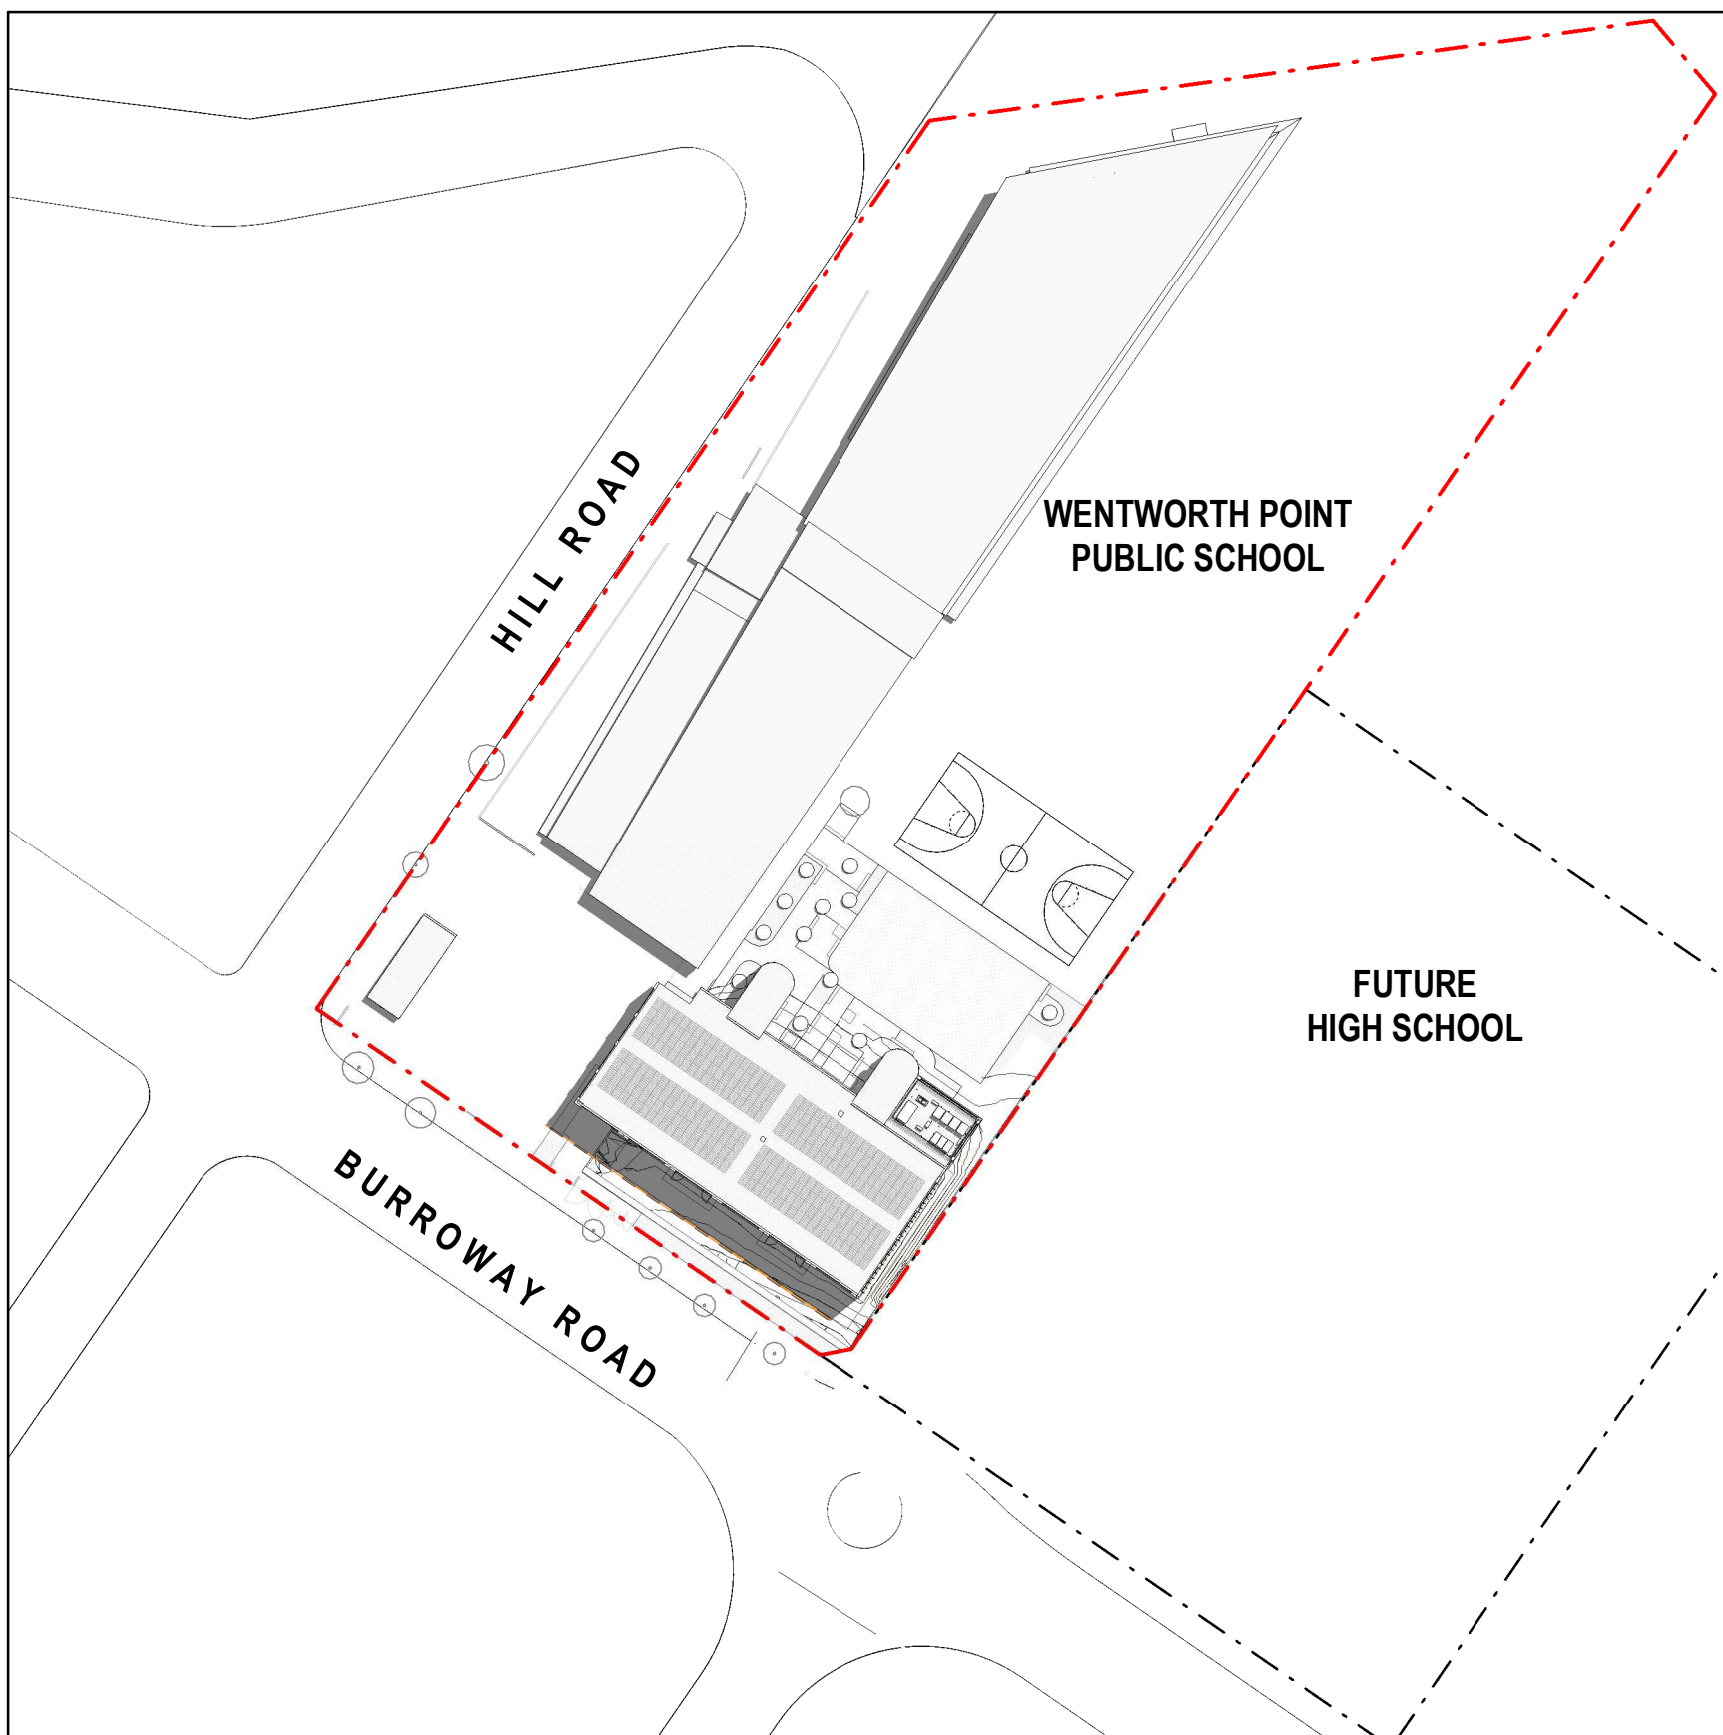 HILL ROAD
WENTWORTH POINT
PUBLIC SCHOOL
FUTURE
HIGH SCHOOL
BURROWAY ROAD